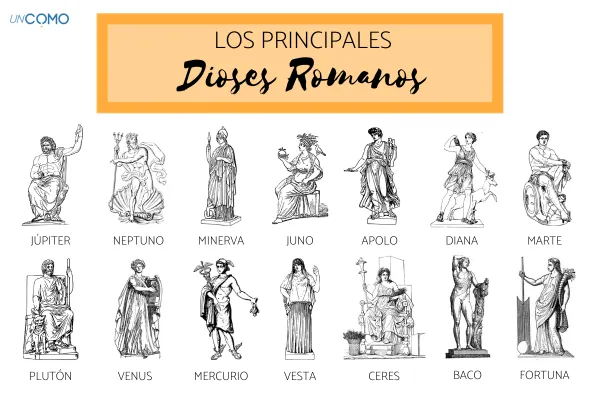 UNCOMO
LOS PRINCIPALES
Dioses Romanos
JÚPITER NEPTUNO MINERVA JUNO APOLO DIANA MARTE
PLUTÓN VENUS MERCURIO VESTA CERES BACO FORTUNA